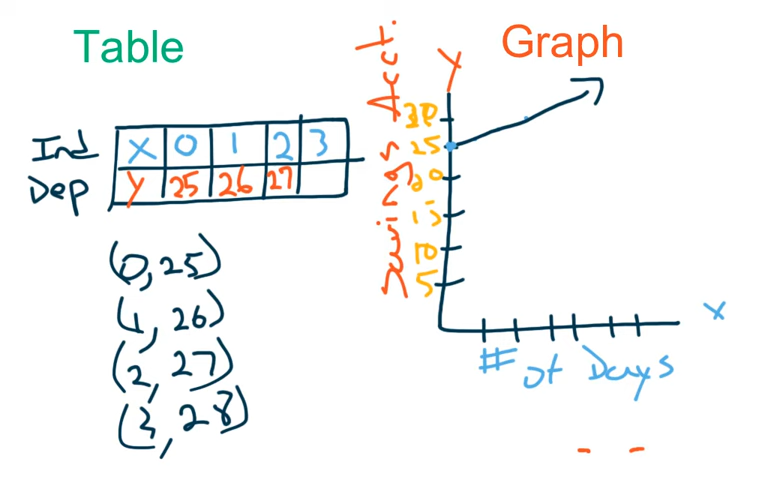 Table
Ind X 0 1 2 3
Dep y 25 26 27
(0,25)
(1,26)
(2,27)
(3,28)
Graph
Y
Savings Acct.
30
25
20
15
10
5
X
# of Days